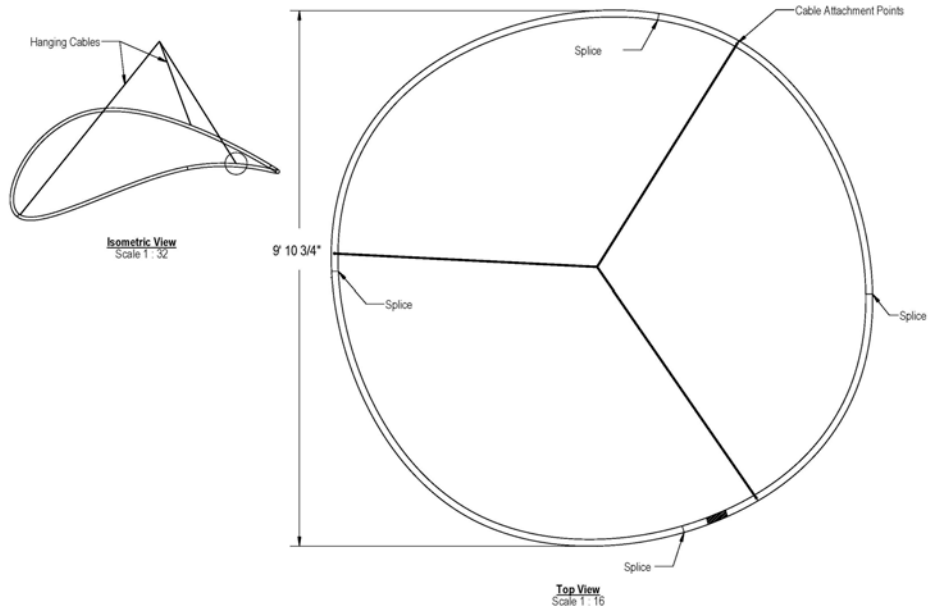 Hanging Cables
Isometric View
Scale 1 : 32
Cable Attachment Points
Splice
9' 10 3/4"
Splice
Splice
Splice
Top View
Scale 1 : 16